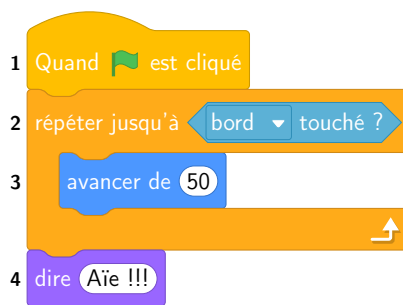 1 Quand est cliqué
2 répéter jusqu'à bord touché ?
3 avancer de 50
4 dire Aïe !!!